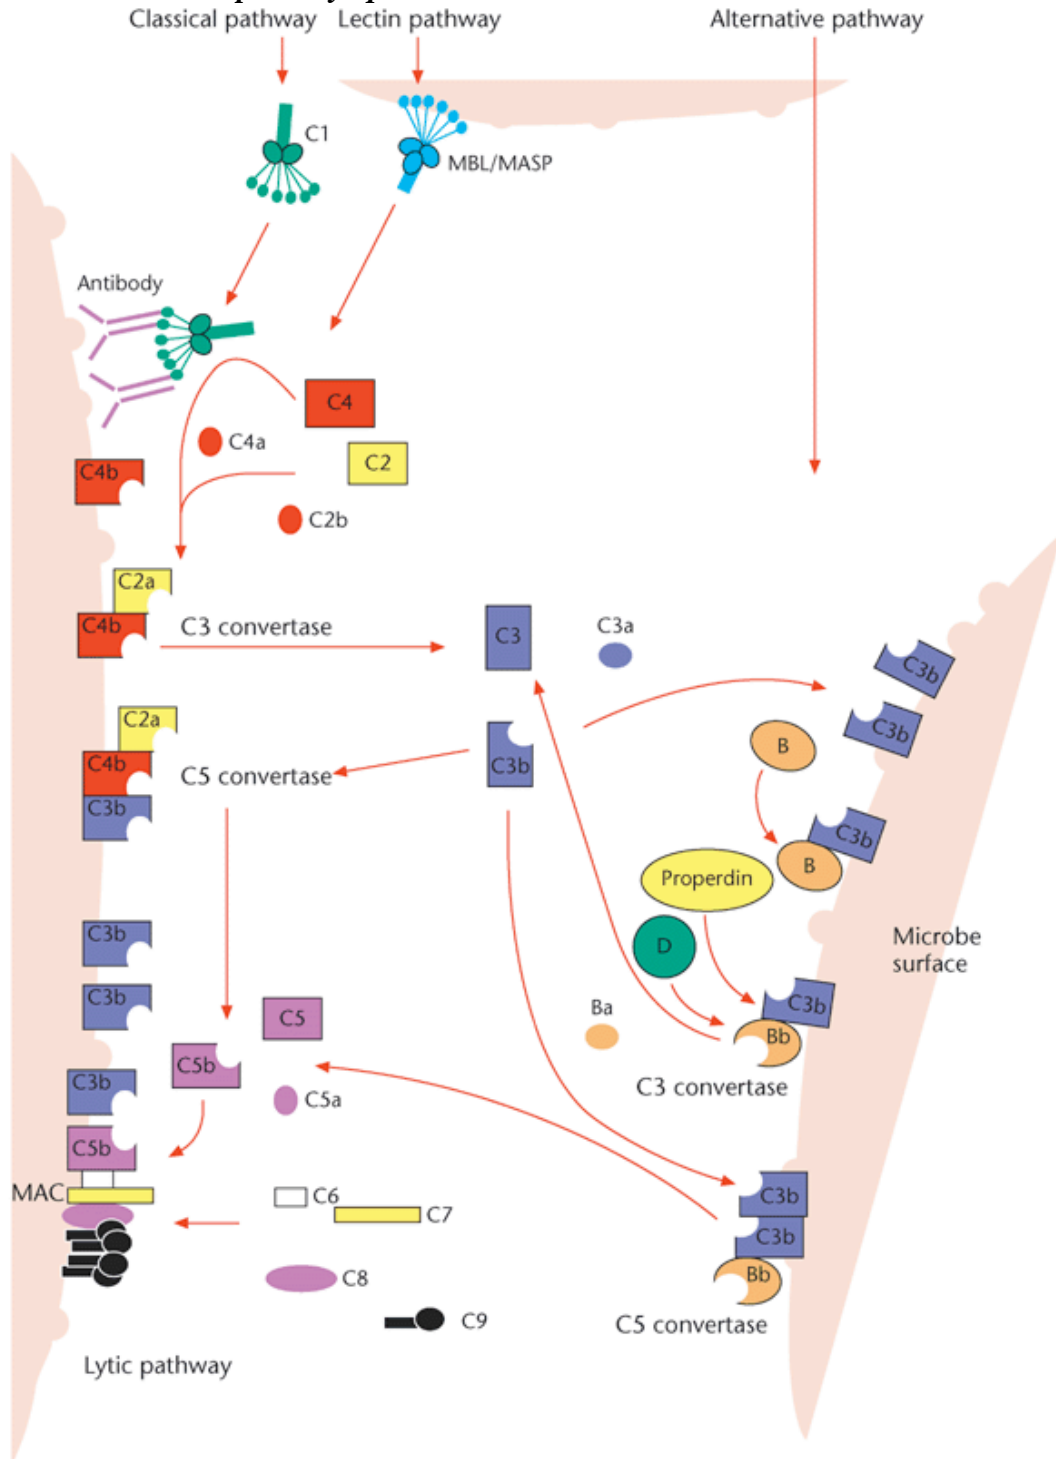 Classical pathway
Lectin pathway
Alternative pathway
C1
MBL/MASP
Antibody
C4
C4a
C2
C4b
C2b
C2a
C4b
C3 convertase
C3
C3a
C3b
C3b
B
C2a
C4b
C3b
C5 convertase
C3b
C3b
B
Properdin
D
Microbe
surface
C3b
C3b
C3b
Bb
Ba
C3 convertase
C5
C5b
C5a
C3b
C5b
MAC
C6
C7
C8
C9
C3b
C3b
Bb
C5 convertase
Lytic pathway